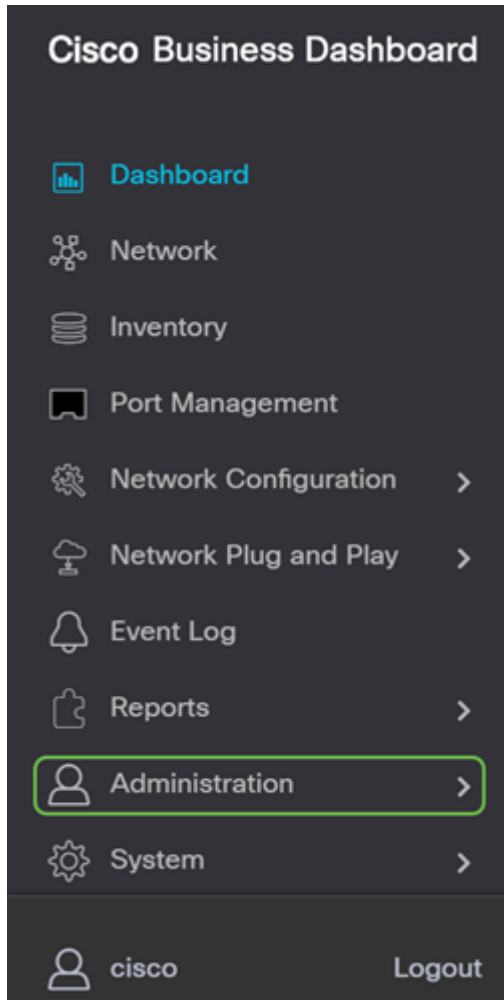 Cisco Business Dashboard
Dashboard
Network
Inventory
Port Management
Network Configuration
Network Plug and Play
Event Log
Reports
Administration
System
cisco Logout